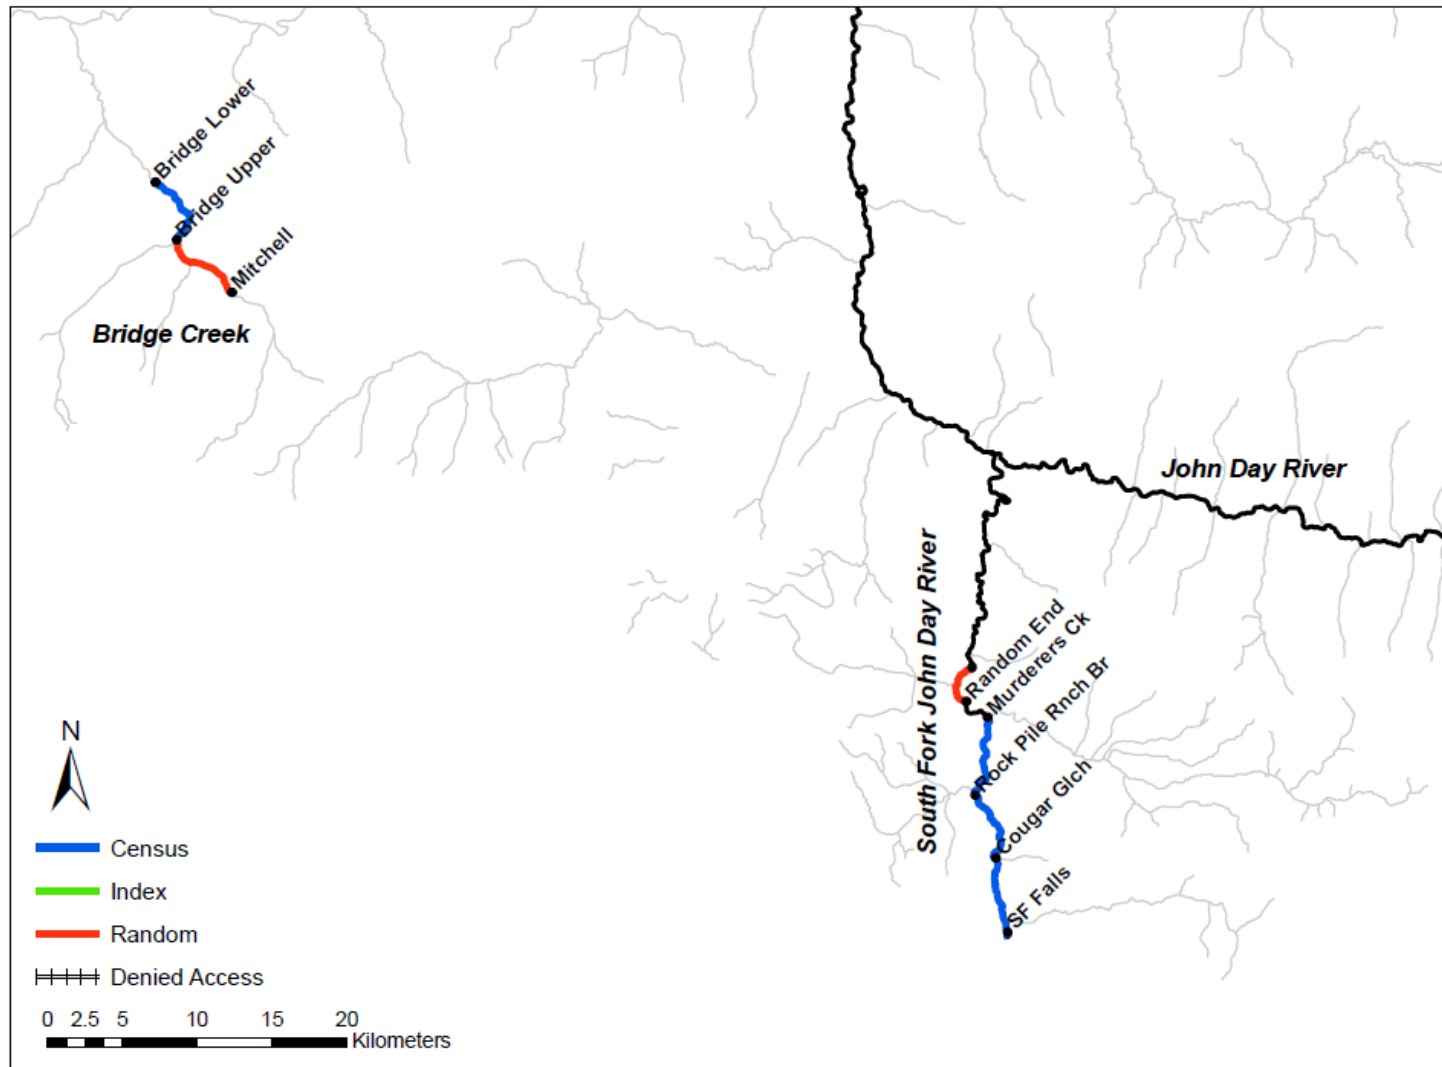 Bridge Lower
Bridge Upper
Mitchell
Bridge Creek
John Day River
South Fork John Day River
Random End
Murderers Ck
Rock Pile Rnch Br
Cougar Glch
SF Falls
N
Census
Index
Random
Denied Access
0 2.5 5 10 15 20
Kilometers